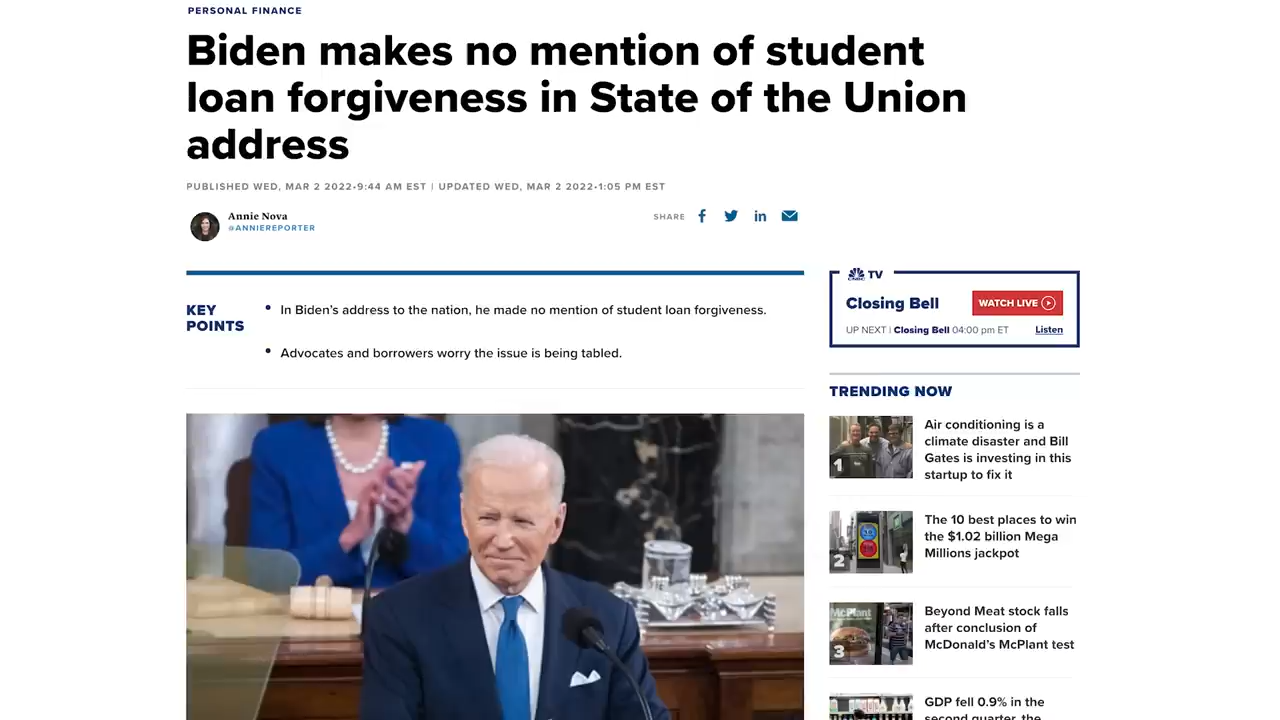 PERSONAL FINANCE
Biden makes no mention of student
loan forgiveness in State of the Union
address
PUBLISHED WED, MAR 2 2022•9:44 AM EST | UPDATED WED, MAR 2 2022•1:05 PM EST
Annie Nova
@ANNIEREPORTER
SHARE
KEY
POINTS
• In Biden's address to the nation, he made no mention of student loan forgiveness.
• Advocates and borrowers worry the issue is being tabled.
CNBC TV
Closing Bell
WATCH LIVE
UP NEXT | Closing Bell 04:00 pm ET
Listen
TRENDING NOW
1
Air conditioning is a
climate disaster and Bill
Gates is investing in this
startup to fix it
2
The 10 best places to win
the $1.02 billion Mega
Millions jackpot
McPlant
3
Beyond Meat stock falls
after conclusion of
McDonald's McPlant test
GDP fell 0.9% in the
second quarter, the